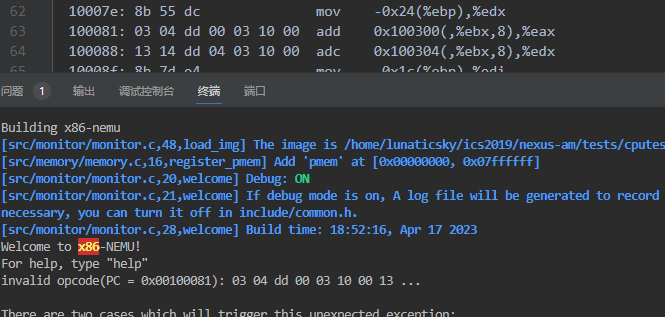 62 10007e: 8b 55 dc mov -0x24(%ebp),%edx
63 100081: 03 04 dd 00 03 10 00 add 0x100300(,%ebx,8),%eax
64 100088: 13 14 dd 04 03 10 00 adc 0x100304(,%ebx,8),%edx
65 10008f: 8b 7d e4 mov -0x1c(%ebp),%edi
问题 1 输出 调试控制台 终端 端口
Building x86-nemu
[src/monitor/monitor.c,48,load_img] The image is /home/lunaticsky/ics2019/nexus-am/tests/cputes
[src/memory/memory.c,16,register_pmem] Add 'pmem' at [0x00000000, 0x07ffffff]
[src/monitor/monitor.c,20,welcome] Debug: ON
[src/monitor/monitor.c,21,welcome] If debug mode is on, A log file will be generated to record
necessary, you can turn it off in include/common.h.
[src/monitor/monitor.c,28,welcome] Build time: 18:52:16, Apr 17 2023
Welcome to x86-NEMU!
For help, type "help"
invalid opcode(PC = 0x00100081): 03 04 dd 00 03 10 00 13 ...
There are two cases which will trigger this unexpected exception: